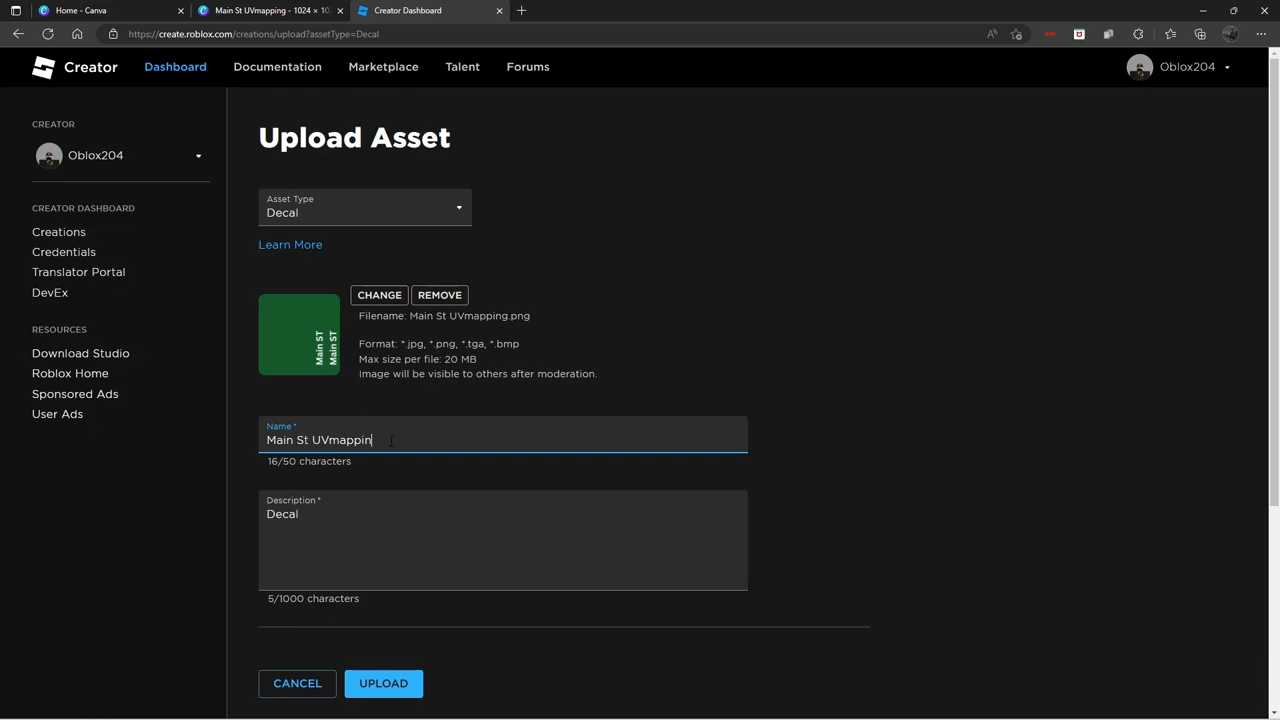 Home - Canva
Main St UVmapping - 1024 × 10
Creator Dashboard
https://create.roblox.com/creations/upload?assetType=Decal
Creator
Dashboard
Documentation
Marketplace
Talent
Forums
Oblox204
CREATOR
Oblox204
CREATOR DASHBOARD
Creations
Credentials
Translator Portal
DevEx
RESOURCES
Download Studio
Roblox Home
Sponsored Ads
User Ads
Upload Asset
Asset Type
Decal
Learn More
Main ST
Main ST
CHANGE
REMOVE
Filename: Main St UVmapping.png
Format: *.jpg, *.png, *.tga, *.bmp
Max size per file: 20 MB
Image will be visible to others after moderation.
Name *
Main St UVmappin
16/50 characters
Description *
Decal
5/1000 characters
CANCEL
UPLOAD